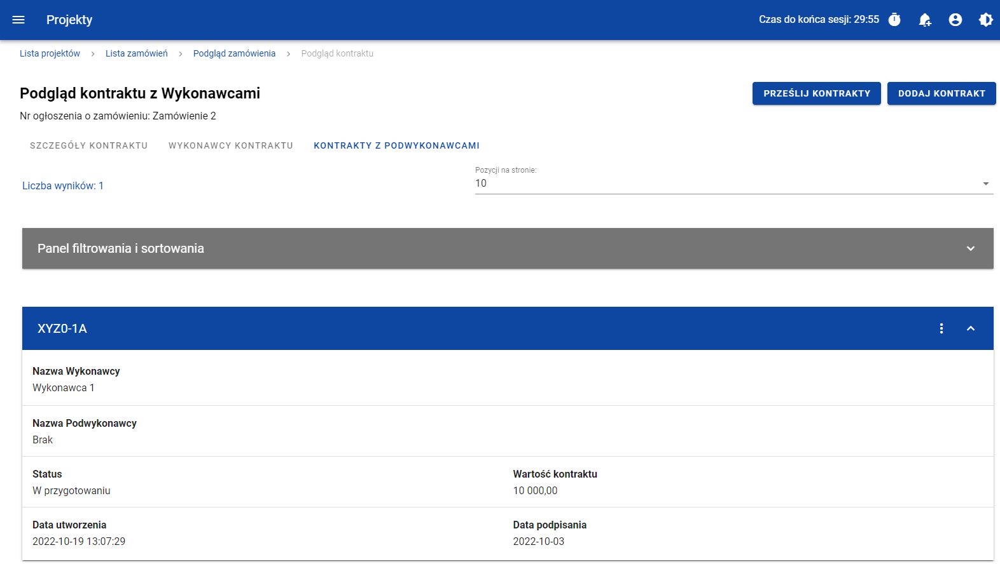 Projekty
Czas do końca sesji: 29:55
Lista projektów > Lista zamówień > Podgląd zamówienia > Podgląd kontraktu
Podgląd kontraktu z Wykonawcami
PRZEŚLIJ KONTRAKTY
DODAJ KONTRAKT
Nr ogłoszenia o zamówieniu: Zamówienie 2
SZCZEGÓŁY KONTRAKTU WYKONAWCY KONTRAKTU KONTRAKTY Z PODWYKONAWCAMI
Liczba wyników: 1
Pozycji na stronie:
10
Panel filtrowania i sortowania
XYZ0-1A
Nazwa Wykonawcy
Wykonawca 1
Nazwa Podwykonawcy
Brak
Status
W przygotowaniu
Wartość kontraktu
10 000,00
Data utworzenia
2022-10-19 13:07:29
Data podpisania
2022-10-03